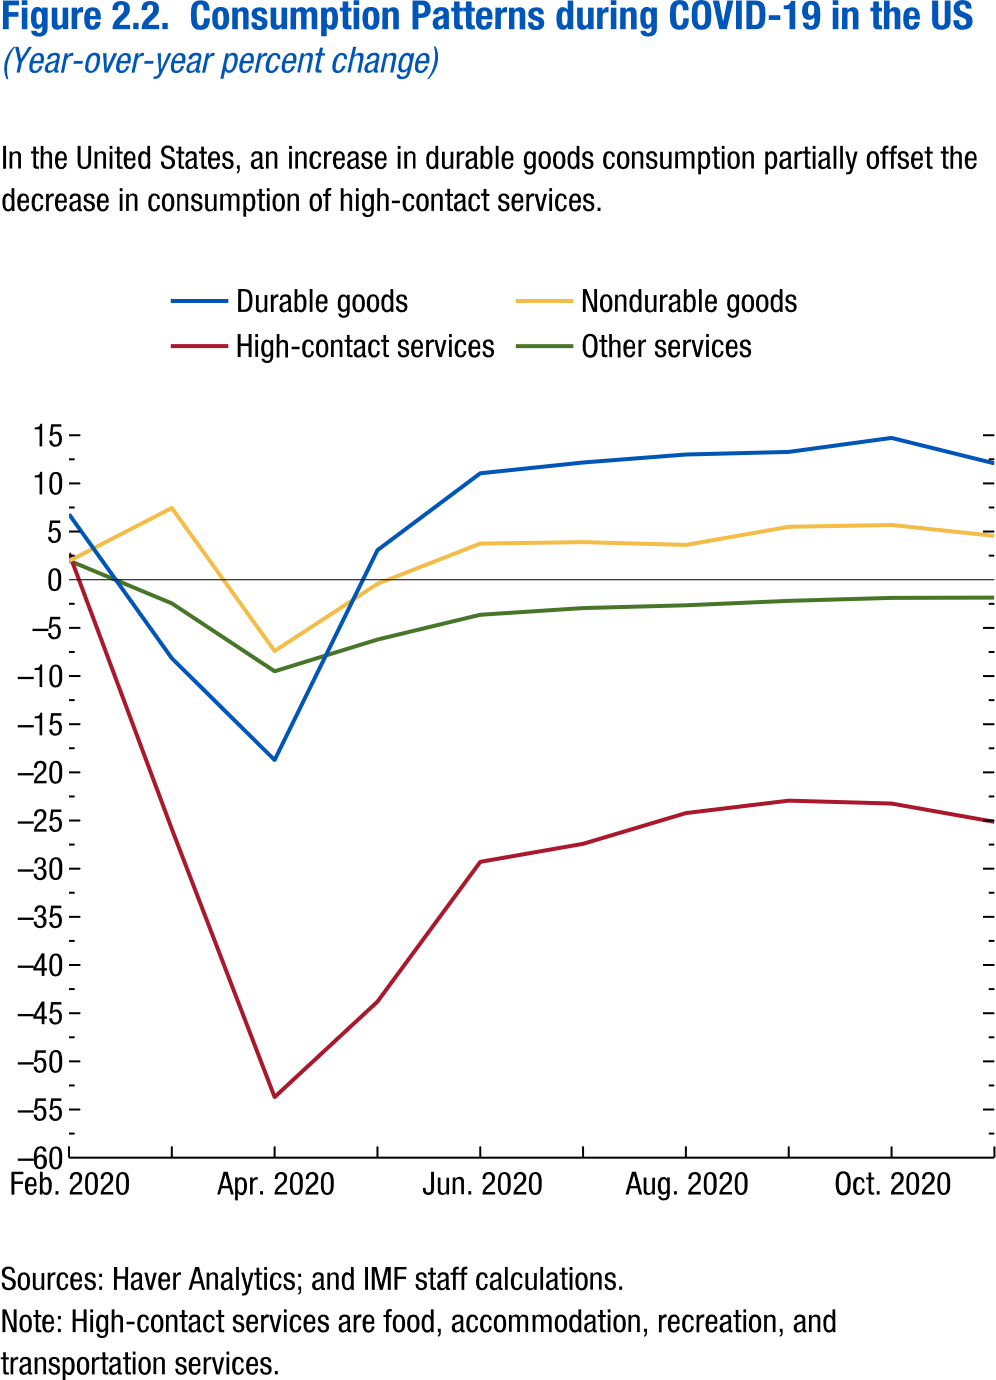 Figure 2.2.  Consumption Patterns during COVID-19 in the US
(Year-over-year percent change)
In the United States, an increase in durable goods consumption partially offset the
decrease in consumption of high-contact services.
Durable goods
Nondurable goods
High-contact services
Other services
15
10
5
0
–5
–10
–15
–20
–25
–30
–35
–40
–45
–50
–55
–60
Feb. 2020 Apr. 2020 Jun. 2020 Aug. 2020 Oct. 2020
Sources: Haver Analytics; and IMF staff calculations.
Note: High-contact services are food, accommodation, recreation, and
transportation services.